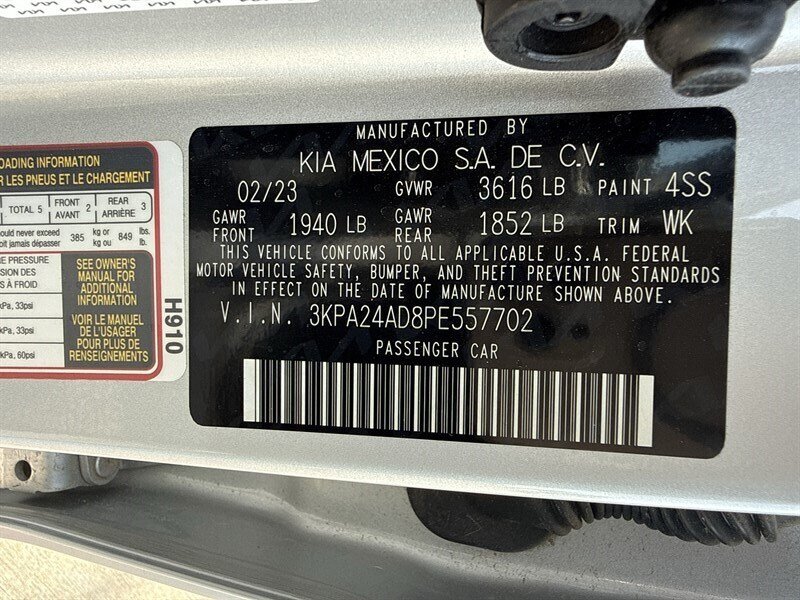 OADING INFORMATION
R LES PNEUS ET LE CHARGEMENT
TOTAL 5 FRONT AVANT 2 REAR ARRIÈRE 3
ould never exceed 385 kg or 849 lbs.
oit jamais dépasser kg ou lb.
E PRESSURE
SION DES
À FROID
kPa, 33psi
kPa, 33psi
kPa, 60psi
SEE OWNER'S
MANUAL FOR
ADDITIONAL
INFORMATION
VOIR LE MANUEL
DE L'USAGER
POUR PLUS DE
RENSEIGNEMENTS
H910
MANUFACTURED BY
KIA MEXICO S.A. DE C.V.
02/23 GVWR 3616 LB PAINT 4SS
GAWR FRONT 1940 LB GAWR REAR 1852 LB TRIM WK
THIS VEHICLE CONFORMS TO ALL APPLICABLE U.S.A. FEDERAL
MOTOR VEHICLE SAFETY, BUMPER, AND THEFT PREVENTION STANDARDS
IN EFFECT ON THE DATE OF MANUFACTURE SHOWN ABOVE.
V.I.N. 3KPA24AD8PE557702
PASSENGER CAR